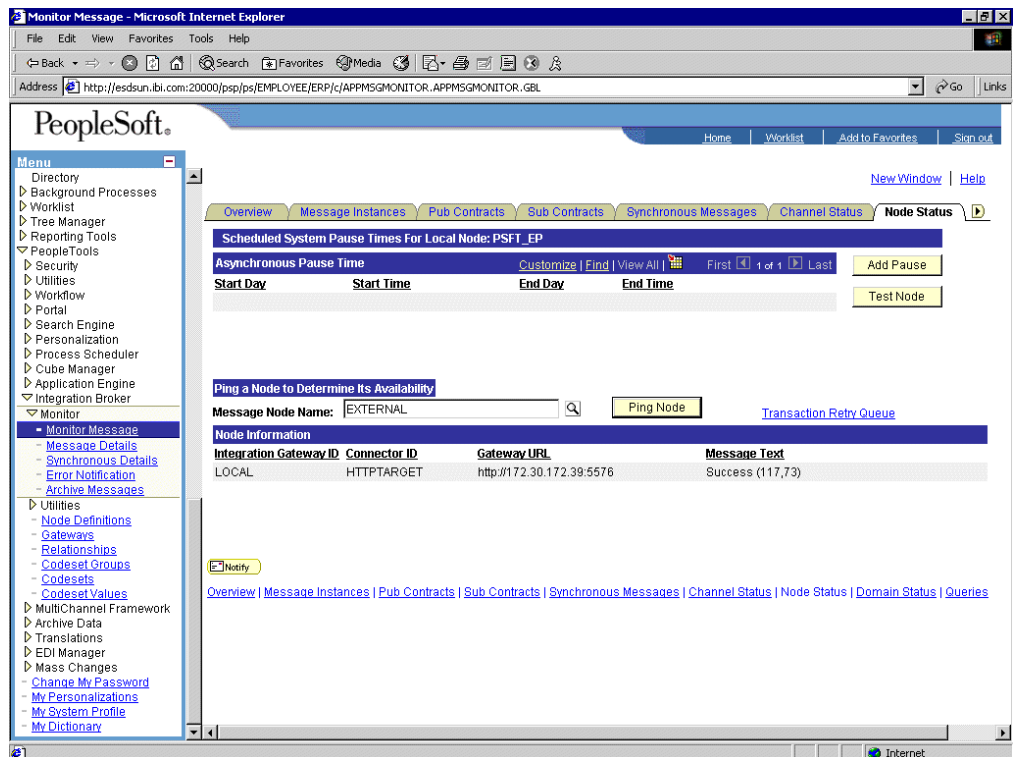 Monitor Message - Microsoft Internet Explorer
File Edit View Favorites Tools Help
Back Search Favorites Media
Address http://esdsun.ibi.com:20000/psp/ps/EMPLOYEE/ERP/c/APPMSGMONITOR.APPMSGMONITOR.GBL Go Links
PeopleSoft®
Home Worklist Add to Favorites Sign out
Menu
Directory
Background Processes
Worklist
Tree Manager
Reporting Tools
PeopleTools
Security
Utilities
Workflow
Portal
Search Engine
Personalization
Process Scheduler
Cube Manager
Application Engine
Integration Broker
Monitor
- Monitor Message
- Message Details
- Synchronous Details
- Error Notification
- Archive Messages
Utilities
- Node Definitions
- Gateways
- Relationships
- Codeset Groups
- Codesets
- Codeset Values
MultiChannel Framework
Archive Data
Translations
EDI Manager
Mass Changes
- Change My Password
- My Personalizations
- My System Profile
- My Dictionary
New Window | Help
Overview Message Instances Pub Contracts Sub Contracts Synchronous Messages Channel Status Node Status
Scheduled System Pause Times For Local Node: PSFT_EP
Asynchronous Pause Time Customize | Find | View All | First 1 of 1 Last
Add Pause
Start Day Start Time End Day End Time
Test Node
Ping a Node to Determine Its Availability
Message Node Name: EXTERNAL Ping Node Transaction Retry Queue
Node Information
Integration Gateway ID Connector ID Gateway URL Message Text
LOCAL HTTPTARGET http://172.30.172.39:5576 Success (117,73)
Notify
Overview | Message Instances | Pub Contracts | Sub Contracts | Synchronous Messages | Channel Status | Node Status | Domain Status | Queries
Internet